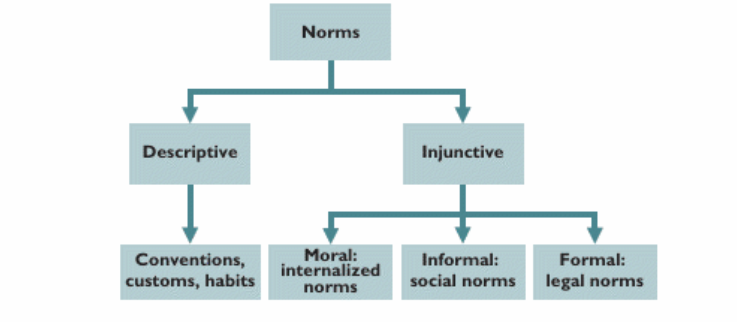 Norms
Descriptive
Injunctive
Conventions,
customs, habits
Moral:
internalized
norms
Informal:
social norms
Formal:
legal norms